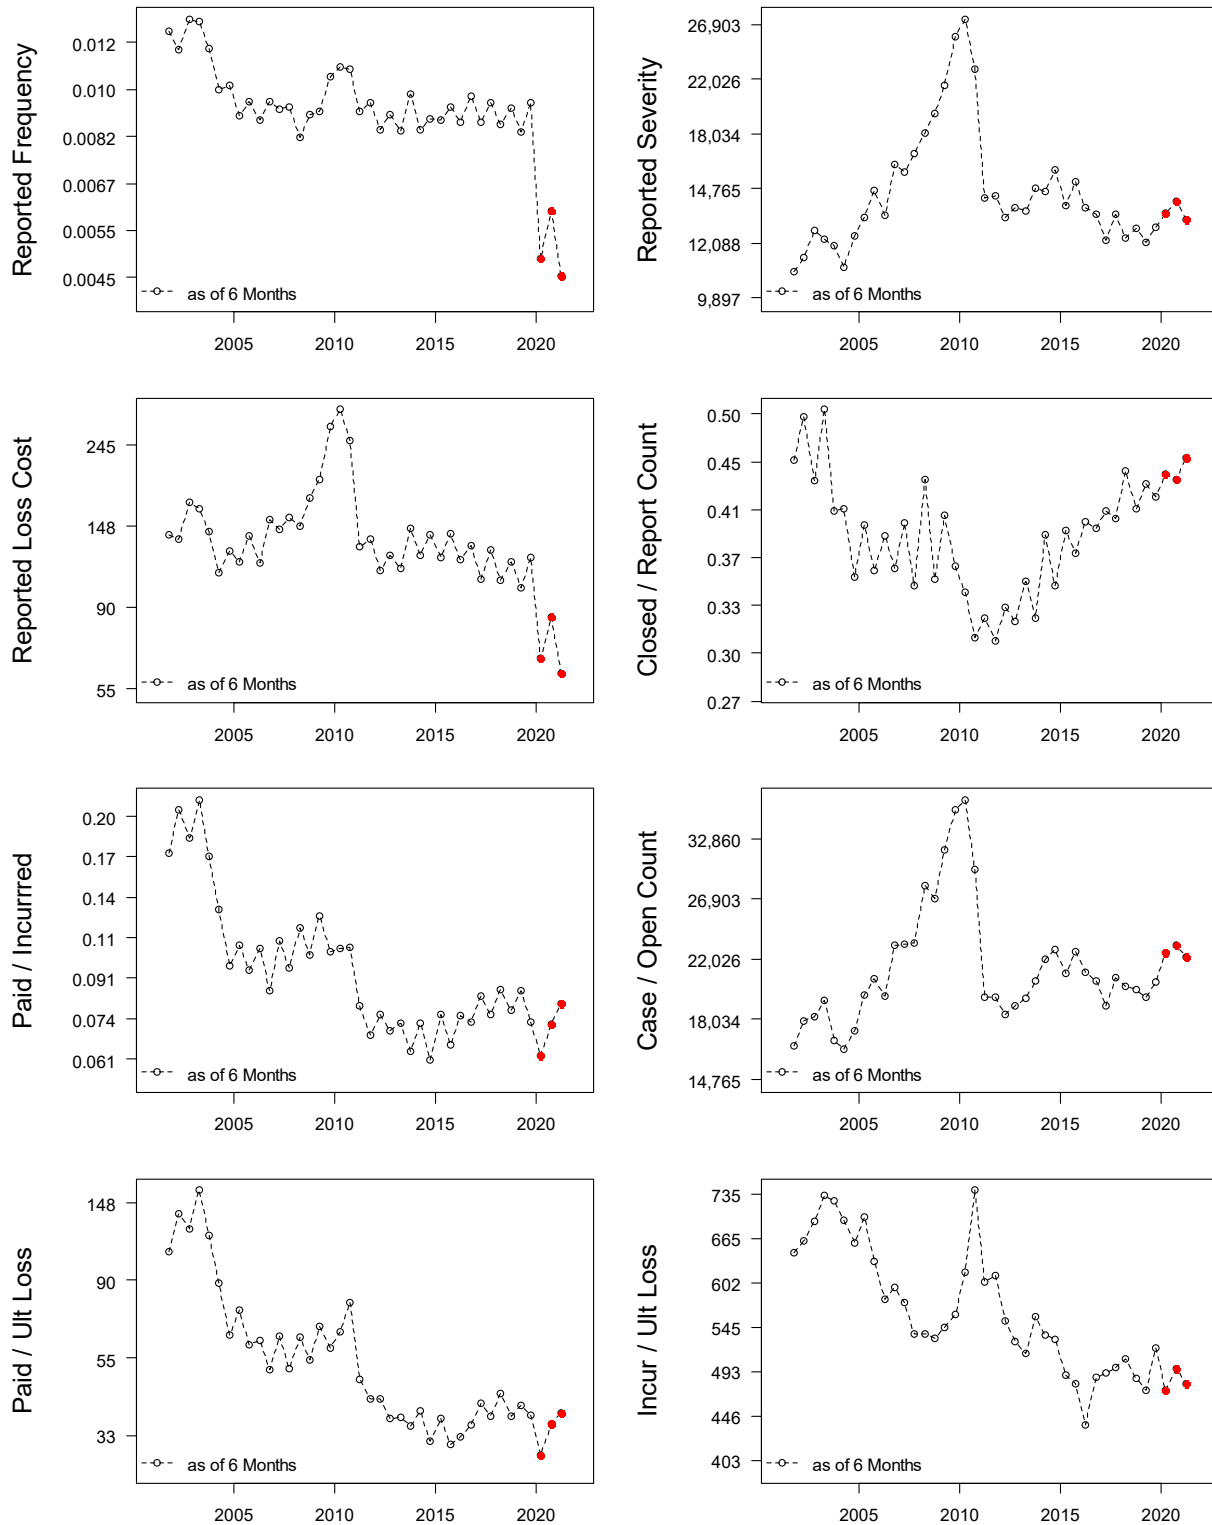 Reported Frequency
0.012
0.010
0.0082
0.0067
0.0055
0.0045
as of 6 Months
2005 2010 2015 2020
Reported Severity
26,903
22,026
18,034
14,765
12,088
9,897
as of 6 Months
2005 2010 2015 2020
Reported Loss Cost
245
148
90
55
as of 6 Months
2005 2010 2015 2020
Closed / Report Count
0.50
0.45
0.41
0.37
0.33
0.30
0.27
as of 6 Months
2005 2010 2015 2020
Paid / Incurrred
0.20
0.17
0.14
0.11
0.091
0.074
0.061
as of 6 Months
2005 2010 2015 2020
Case / Open Count
32,860
26,903
22,026
18,034
14,765
as of 6 Months
2005 2010 2015 2020
Paid / Ult Loss
148
90
55
33
as of 6 Months
2005 2010 2015 2020
Incur / Ult Loss
735
665
602
545
493
446
403
as of 6 Months
2005 2010 2015 2020